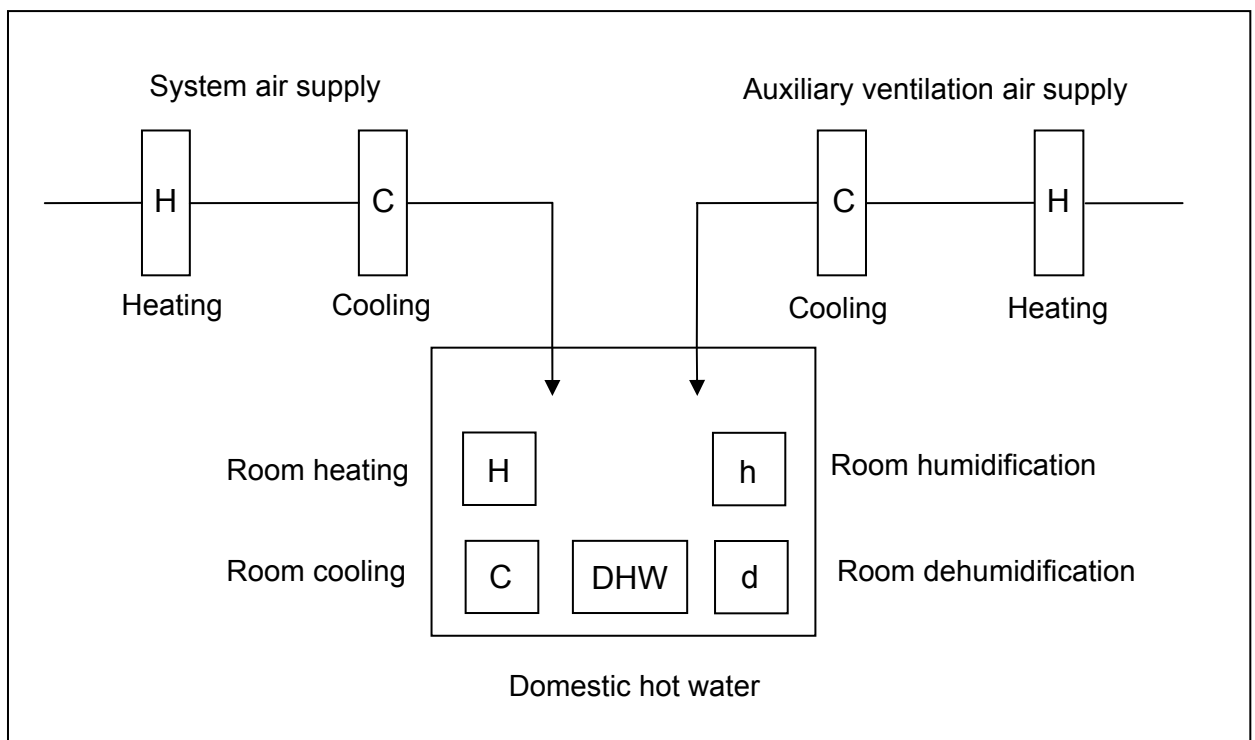 System air supply
Auxiliary ventilation air supply
H
C
C
H
Heating
Cooling
Cooling
Heating
Room heating
H
h
Room humidification
Room cooling
C
DHW
d
Room dehumidification
Domestic hot water